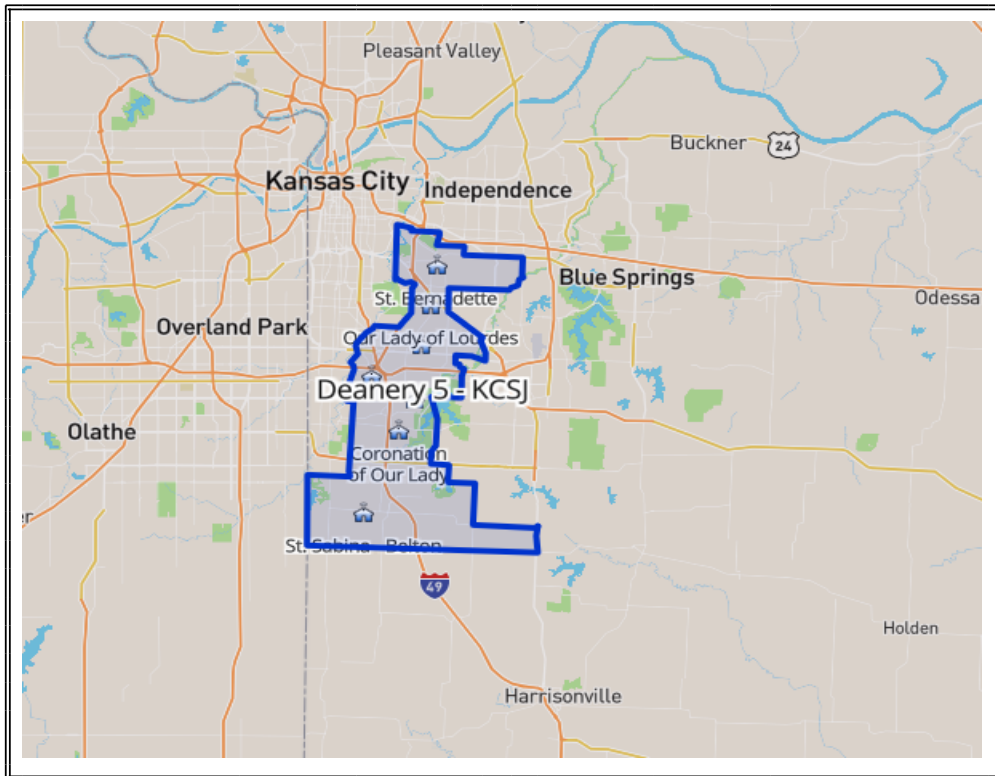 Pleasant Valley
Buckner
24
Kansas City
Independence
Blue Springs
St. Bernadette
Odessa
Overland Park
Our Lady of Lourdes
Deanery 5 - KCSJ
Olathe
Coronation
of Our Lady
St. Sabina - Belton
49
Holden
Harrisonville